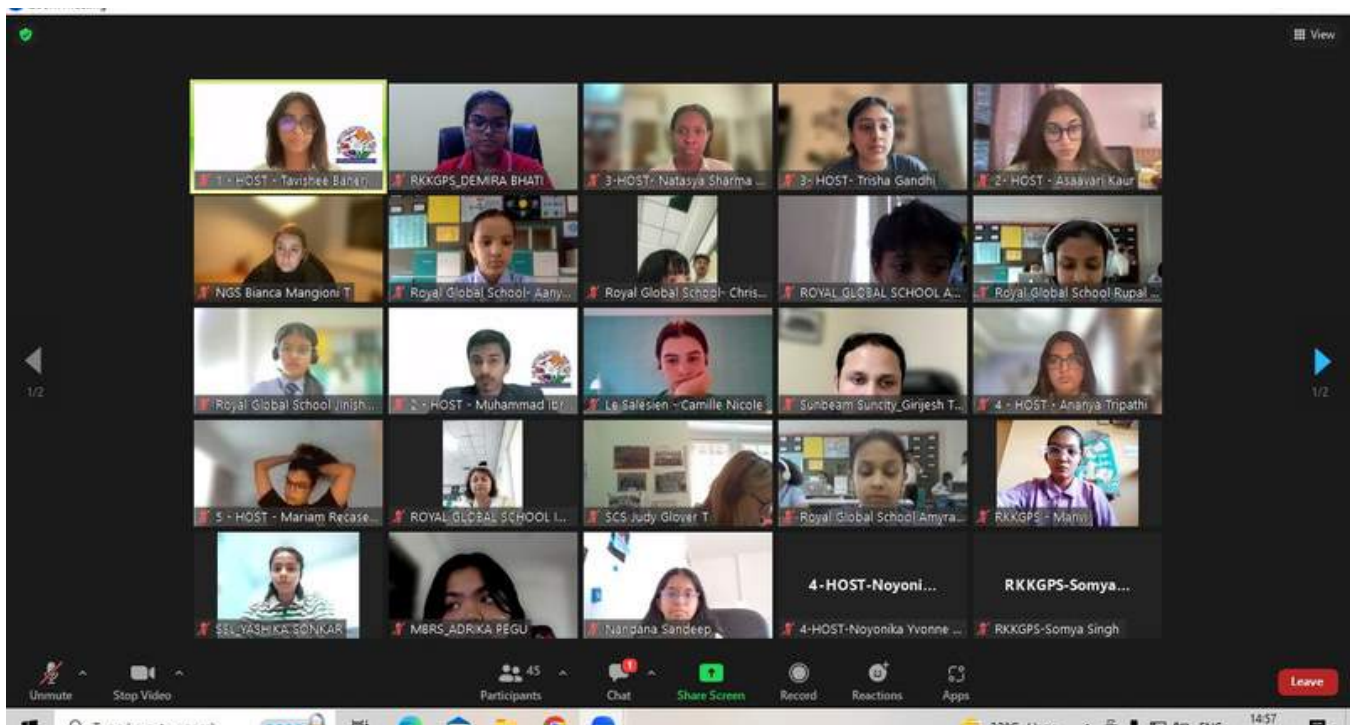 View
1 - HOST - Tavishee Banerj
RKKGPS_DEMIRA BHATI
3-HOST- Natasya Sharma ...
3- HOST- Trisha Gandhi
2- HOST - Asaavari Kaur
NGS Bianca Mangioni T
Royal Global School- Aany...
Royal Global School- Chris...
ROYAL GLOBAL SCHOOL A...
Royal Global School Rupal ...
Royal Global School Jinish...
2 - HOST - Muhammad Ibr
Le Salesien - Camille Nicole
Sunbeam Suncity_Girijesh T...
4 - HOST - Ananya Tripathi
5 - HOST - Mariam Recase...
ROYAL GLOBAL SCHOOL I...
SCS Judy Glover T
Royal Global School Amyra...
RKKGPS - Manvi
SEL_YASHIKA SONKAR
MBRS_ADRIKA PEGU
Nandana Sandeep
4-HOST-Noyoni...
4-HOST-Noyonika Yvonne ...
RKKGPS-Somya...
RKKGPS-Somya Singh
1/2
1/2
Unmute
Stop Video
45
Participants
1
Chat
Share Screen
Record
Reactions
Apps
Leave
14:57